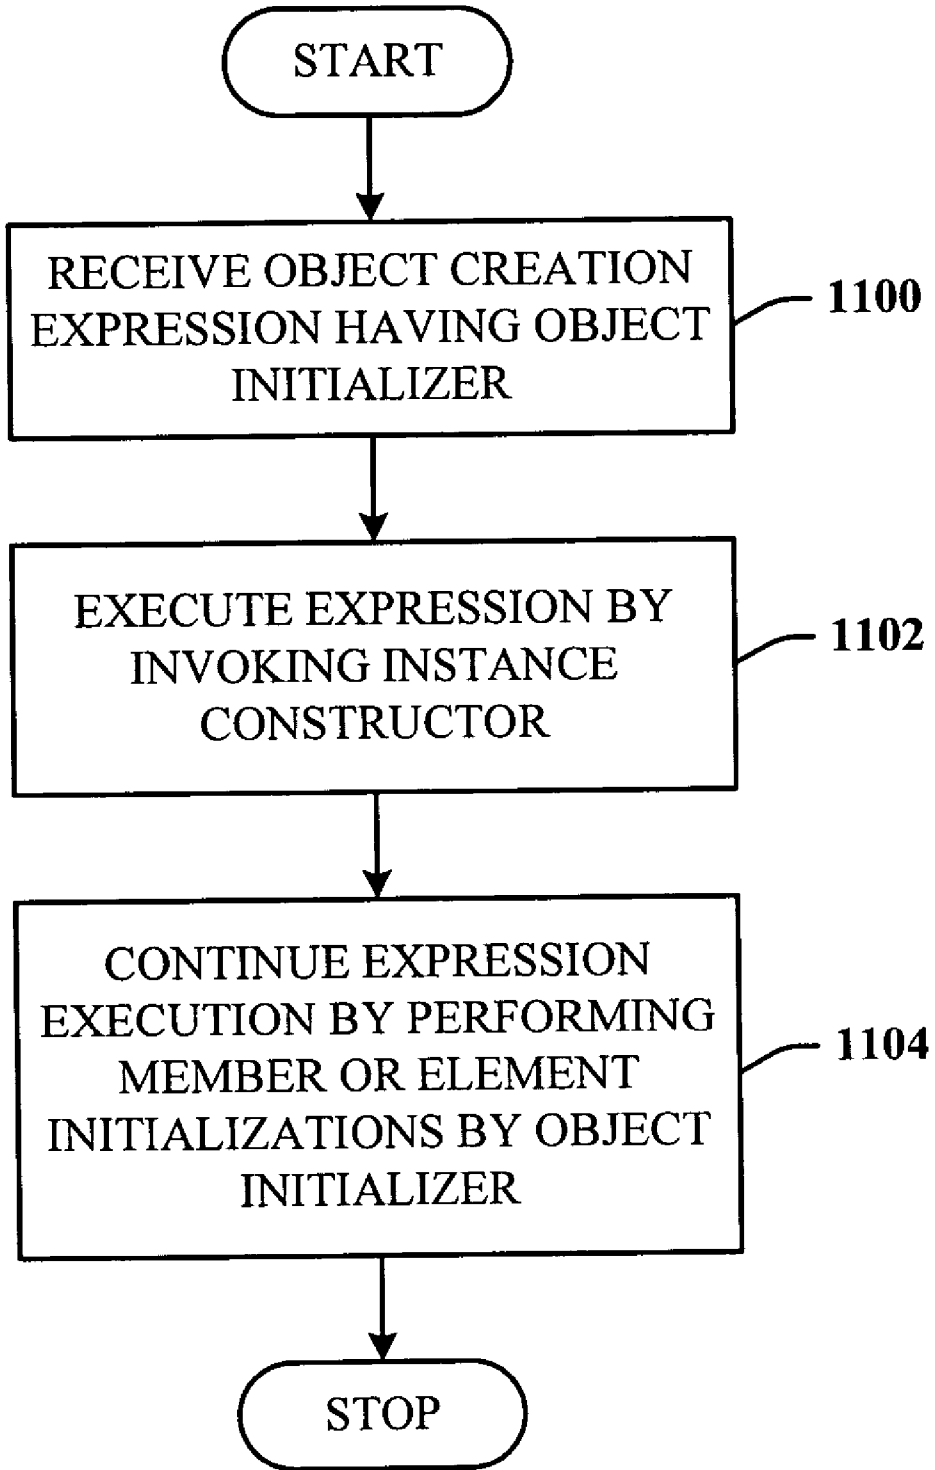 START
RECEIVE OBJECT CREATION
EXPRESSION HAVING OBJECT
INITIALIZER
1100
EXECUTE EXPRESSION BY
INVOKING INSTANCE
CONSTRUCTOR
1102
CONTINUE EXPRESSION
EXECUTION BY PERFORMING
MEMBER OR ELEMENT
INITIALIZATIONS BY OBJECT
INITIALIZER
1104
STOP